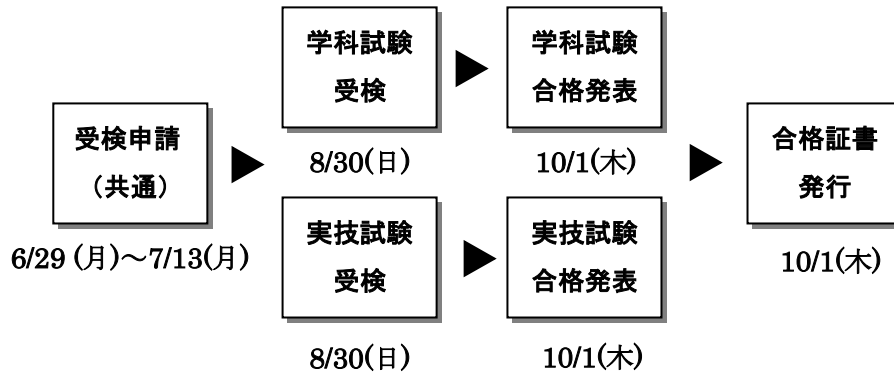 受検申請
（共通）
6/29 (月)～7/13(月)
学科試験
受検
8/30(日)
学科試験
合格発表
10/1(木)
実技試験
受検
8/30(日)
実技試験
合格発表
10/1(木)
合格証書
発行
10/1(木)